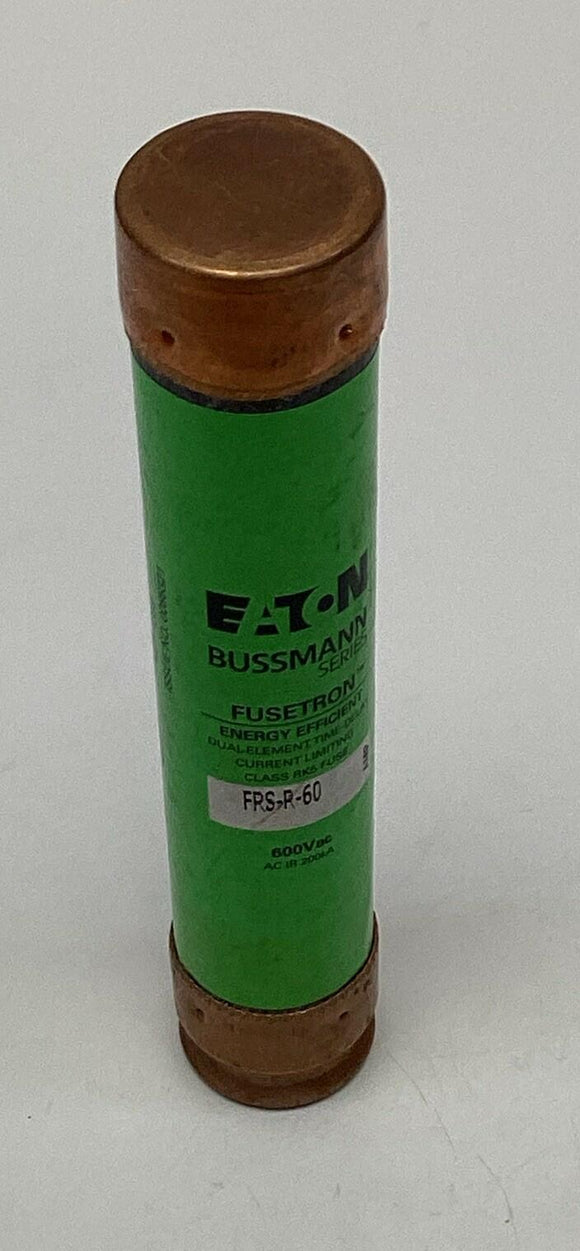 EATON
BUSSMANN
SERIES
FUSETRON™
ENERGY EFFICIENT
DUAL-ELEMENT TIME-DELAY
CURRENT LIMITING
CLASS RK5 FUSE
FRS-R-60
600Vac
AC IR 200kA